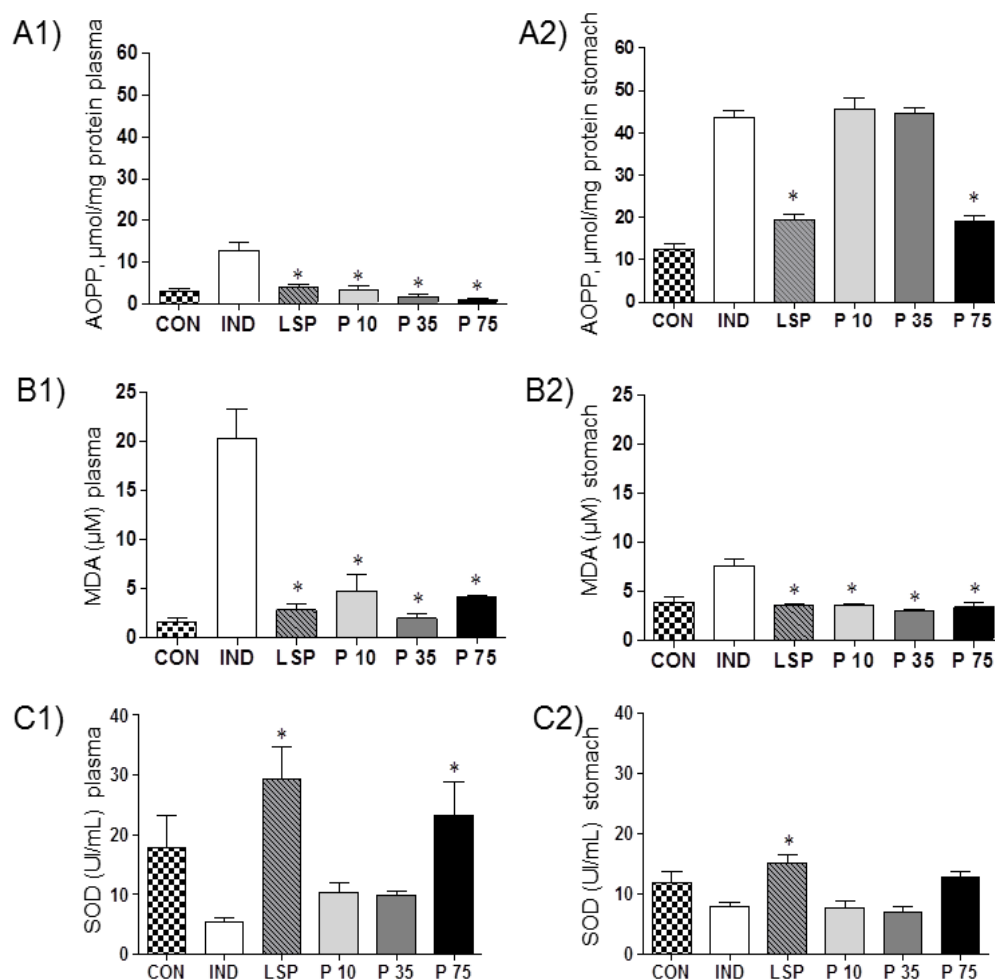 A1)
AOPP, µmol/mg protein plasma
60
50
40
30
20
10
0
*
*
*
*
CON IND LSP P 10 P 35 P 75
A2)
AOPP, µmol/mg protein stomach
60
50
40
30
20
10
0
*
*
CON IND LSP P 10 P 35 P 75
B1)
MDA (µM) plasma
25
20
15
10
5
0
*
*
*
*
CON IND LSP P 10 P 35 P 75
B2)
MDA (µM) stomach
25
20
15
10
5
0
*
*
*
*
CON IND LSP P 10 P 35 P 75
C1)
SOD (UI/mL) plasma
40
30
20
10
0
*
*
CON IND LSP P 10 P 35 P 75
C2)
SOD (UI/mL) stomach
40
30
20
10
0
*
CON IND LSP P 10 P 35 P 75